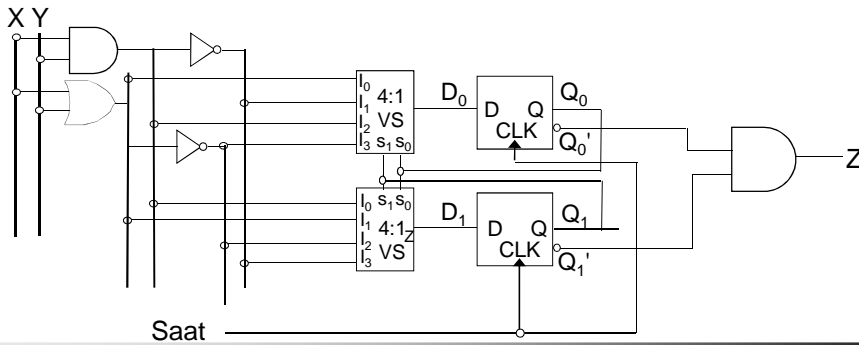 X Y
I0
I1
I2
I3
4:1
VS
s1 s0
D0
D Q
CLK
Q0
Q0'
Z
s1 s0
I0
I1
I2
I3
4:1
Z
VS
D1
D Q
CLK
Q1
Q1'
Saat